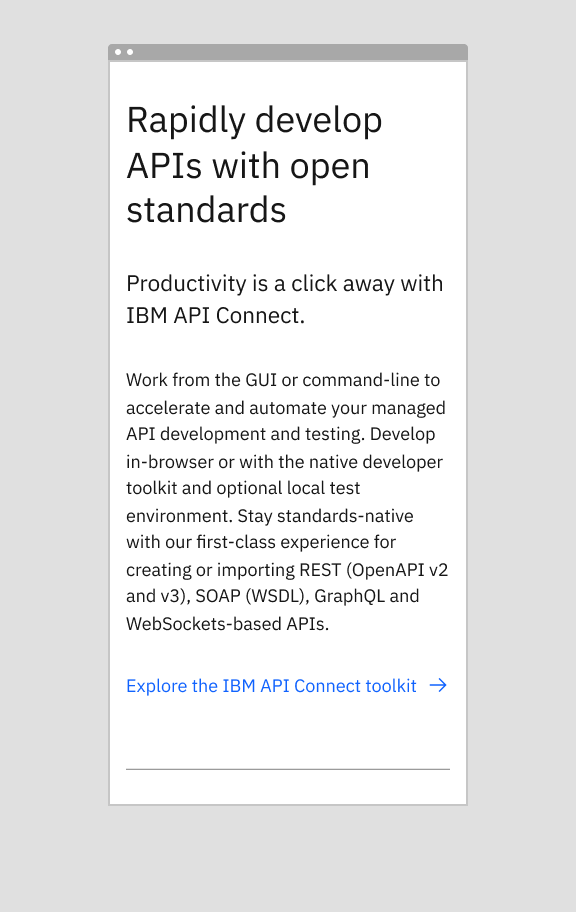 Rapidly develop
APIs with open
standards
Productivity is a click away with
IBM API Connect.
Work from the GUI or command-line to
accelerate and automate your managed
API development and testing. Develop
in-browser or with the native developer
toolkit and optional local test
environment. Stay standards-native
with our first-class experience for
creating or importing REST (OpenAPI v2
and v3), SOAP (WSDL), GraphQL and
WebSockets-based APIs.
Explore the IBM API Connect toolkit →